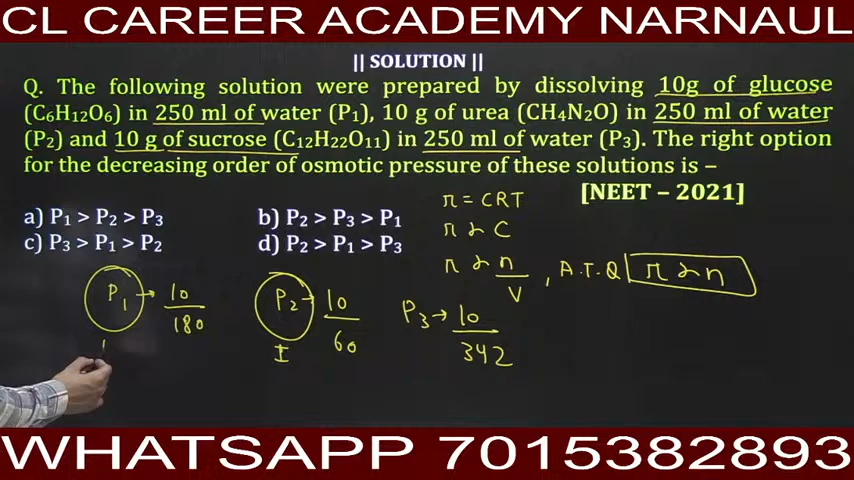 CL CAREER ACADEMY NARNAUL
|| SOLUTION ||
Q. The following solution were prepared by dissolving 10g of glucose
(C₆H₁₂O₆) in 250 ml of water (P₁), 10 g of urea (CH₄N₂O) in 250 ml of water
(P₂) and 10 g of sucrose (C₁₂H₂₂O₁₁) in 250 ml of water (P₃). The right option
for the decreasing order of osmotic pressure of these solutions is –
[NEET – 2021]
a) P₁ > P₂ > P₃
b) P₂ > P₃ > P₁
c) P₃ > P₁ > P₂
d) P₂ > P₁ > P₃
π = CRT
π ∝ C
π ∝ n/V , A.T.Q π ∝ n
P₁ → 10/180
P₂ → 10/60
I
P₃ → 10/342
WHATSAPP 7015382893